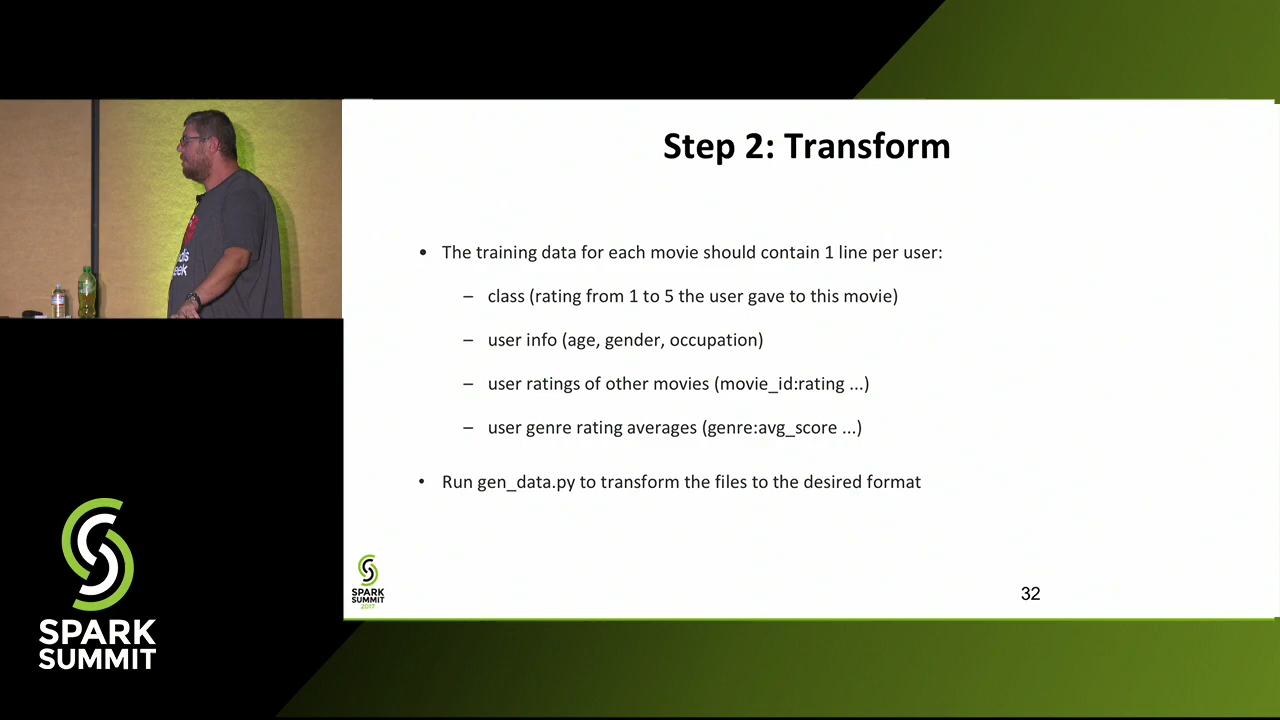 Step 2: Transform
• The training data for each movie should contain 1 line per user:
– class (rating from 1 to 5 the user gave to this movie)
– user info (age, gender, occupation)
– user ratings of other movies (movie_id:rating ...)
– user genre rating averages (genre:avg_score ...)
• Run gen_data.py to transform the files to the desired format
SPARK
SUMMIT
2017
32
SPARK
SUMMIT